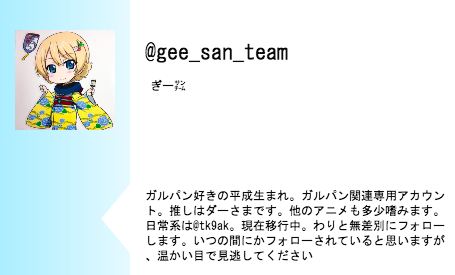 @gee_san_team
ぎー
ガルパン好きの平成生まれ。ガルパン関連専用アカウン
ト。推しはダーさまです。他のアニメも多少嗜みます。
日常系は@tk9ak。現在移行中。わりと無差別にフォロー
します。いつの間にかフォローされていると思いますが
、温かい目で見逃してください